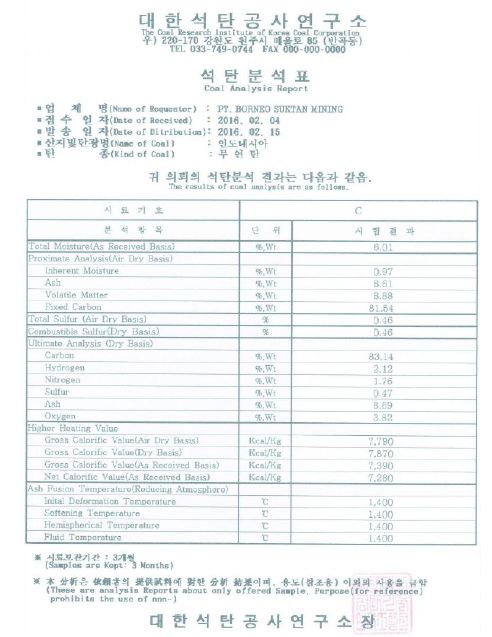 대한석탄공사연구소
The Coal Research Institute of Korea Coal Corporation
우) 220-170 강원도 원주시 배울로 85 (반곡동)
TEL 033-749-0744 FAX 000-000-0000
석탄분석표
Coal Analysis Report
■ 업 체 명(Name of Requester) : PT. BORNEO SUKTAN MINING
■ 접 수 일 자(Date of Received) : 2016. 02. 04
■ 발 송 일 자(Date of Ditribution): 2016. 02. 15
■ 산지및탄광명(Name of Coal) : 인도네시아
■ 탄 종(Kind of Coal) : 무연탄
귀 의뢰의 석탄분석 결과는 다음과 같음.
The results of coal analysis are as follows.
시 료 기 호 C
분 석 항 목 단 위 시 험 결 과
Total Moisture(As Received Basis) %,Wt 6.01
Proximate Analysis(Air Dry Basis)
Inherent Moisture %,Wt 0.97
Ash %,Wt 8.61
Volatile Matter %,Wt 8.88
Fixed Carbon %,Wt 81.54
Total Sulfur (Air Dry Basis) % 0.46
Combustible Sulfur(Dry Basis) % 0.46
Ultimate Analysis (Dry Basis)
Carbon %,Wt 83.14
Hydrogen %,Wt 2.12
Nitrogen %,Wt 1.76
Sulfur %,Wt 0.47
Ash %,Wt 8.69
Oxygen %,Wt 3.82
Higher Heating Value
Gross Calorific Value(Air Dry Basis) Kcal/Kg 7,790
Gross Calorific Value(Dry Basis) Kcal/Kg 7,870
Gross Calorific Value(As Received Basis) Kcal/Kg 7,390
Net Calorific Value(As Received Basis) Kcal/Kg 7,260
Ash Fusion Temperature(Reducing Atmosphere)
Inital Deformation Temperature ℃ 1,400
Softening Temperature ℃ 1,400
Hemispherical Temperature ℃ 1,400
Fluid Temperature ℃ 1,400
※ 시료보관기간 : 3개월
(Samples are Kept: 3 Months)
※ 本 分析은 依賴者의 提供試料에 對한 分析 結果이며, 용도(참조용) 이외의 사용을 금함
(These are analysis Reports about only offered Sample, Purpose(for reference)
prohibits the use of non-)
대한석탄공사연구소장